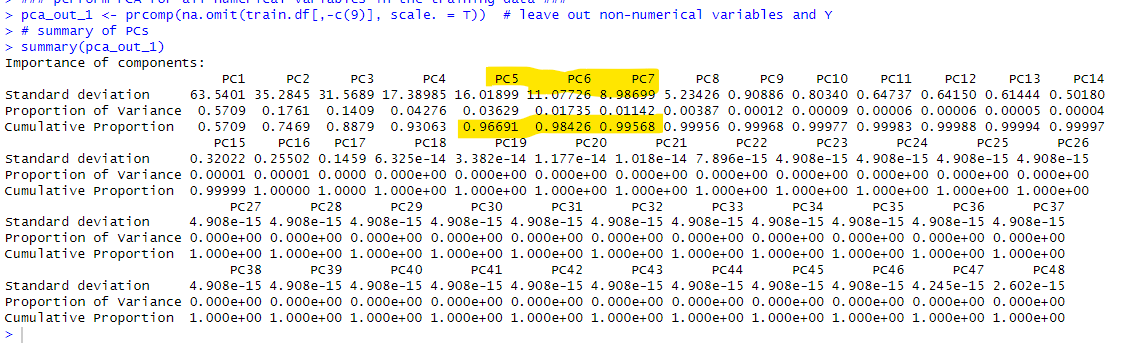 > ### perform PCA for all numerical variables in the training data ###
> pca_out_1 <- prcomp(na.omit(train.df[,-c(9)], scale. = T))  # leave out non-numerical variables and Y
> # summary of PCs
> summary(pca_out_1)
Importance of components:
PC1 PC2 PC3 PC4 PC5 PC6 PC7 PC8 PC9 PC10 PC11 PC12 PC13 PC14
Standard deviation 63.5401 35.2845 31.5689 17.38985 16.01899 11.07726 8.98699 5.23426 0.90886 0.80340 0.64737 0.64150 0.61444 0.50180
Proportion of Variance 0.5709 0.1761 0.1409 0.04276 0.03629 0.01735 0.01142 0.00387 0.00012 0.00009 0.00006 0.00006 0.00005 0.00004
Cumulative Proportion 0.5709 0.7469 0.8879 0.93063 0.96691 0.98426 0.99568 0.99956 0.99968 0.99977 0.99983 0.99988 0.99994 0.99997
PC15 PC16 PC17 PC18 PC19 PC20 PC21 PC22 PC23 PC24 PC25 PC26
Standard deviation 0.32022 0.25502 0.1459 6.325e-14 3.382e-14 1.177e-14 1.018e-14 7.896e-15 4.908e-15 4.908e-15 4.908e-15 4.908e-15
Proportion of Variance 0.00001 0.00001 0.0000 0.000e+00 0.000e+00 0.000e+00 0.000e+00 0.000e+00 0.000e+00 0.000e+00 0.000e+00 0.000e+00
Cumulative Proportion 0.99999 1.00000 1.0000 1.000e+00 1.000e+00 1.000e+00 1.000e+00 1.000e+00 1.000e+00 1.000e+00 1.000e+00 1.000e+00
PC27 PC28 PC29 PC30 PC31 PC32 PC33 PC34 PC35 PC36 PC37
Standard deviation 4.908e-15 4.908e-15 4.908e-15 4.908e-15 4.908e-15 4.908e-15 4.908e-15 4.908e-15 4.908e-15 4.908e-15 4.908e-15
Proportion of Variance 0.000e+00 0.000e+00 0.000e+00 0.000e+00 0.000e+00 0.000e+00 0.000e+00 0.000e+00 0.000e+00 0.000e+00 0.000e+00
Cumulative Proportion 1.000e+00 1.000e+00 1.000e+00 1.000e+00 1.000e+00 1.000e+00 1.000e+00 1.000e+00 1.000e+00 1.000e+00 1.000e+00
PC38 PC39 PC40 PC41 PC42 PC43 PC44 PC45 PC46 PC47 PC48
Standard deviation 4.908e-15 4.908e-15 4.908e-15 4.908e-15 4.908e-15 4.908e-15 4.908e-15 4.908e-15 4.908e-15 4.245e-15 2.602e-15
Proportion of Variance 0.000e+00 0.000e+00 0.000e+00 0.000e+00 0.000e+00 0.000e+00 0.000e+00 0.000e+00 0.000e+00 0.000e+00 0.000e+00
Cumulative Proportion 1.000e+00 1.000e+00 1.000e+00 1.000e+00 1.000e+00 1.000e+00 1.000e+00 1.000e+00 1.000e+00 1.000e+00 1.000e+00
>